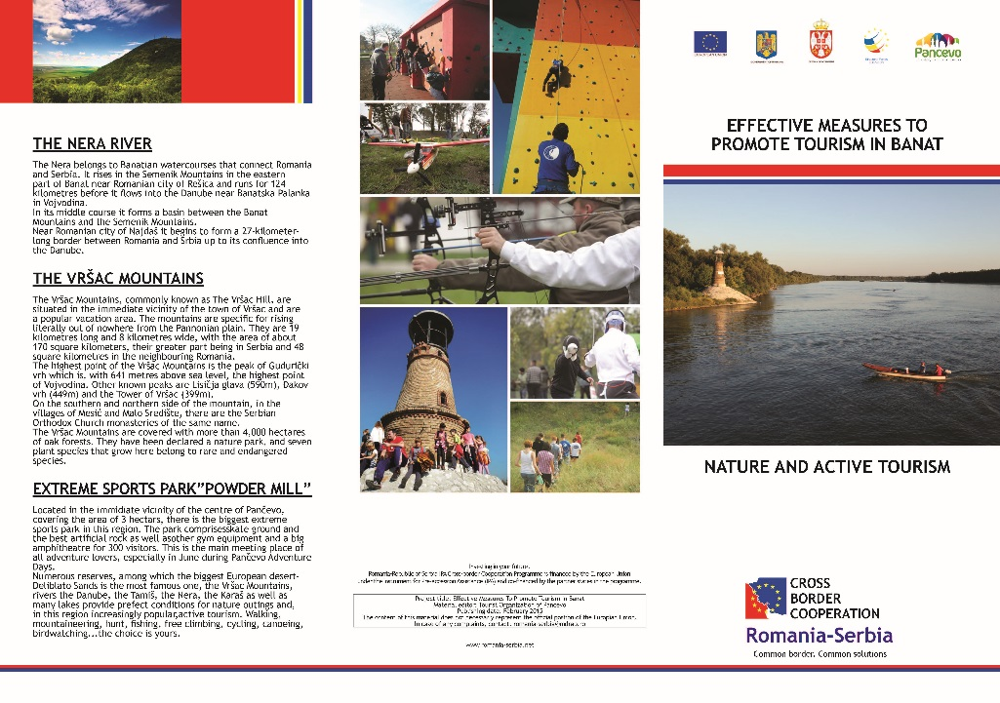 THE NERA RIVER
The Nera belongs to Banatian watercourses that connect Romania
and Serbia. It rises in the Semenik Mountains in the eastern
part of Banat near Romanian city of Rešica and runs for 124
kilometres before it flows into the Danube near Banatska Palanka
in Vojvodina.
In its middle course it forms a basin between the Banat
Mountains and the Semenik Mountains.
Near Romanian city of Najdaš it begins to form a 27-kilometer-
long border between Romania and Srbia up to its confluence into
the Danube.
THE VRŠAC MOUNTAINS
The Vršac Mountains, commonly known as The Vršac Hill, are
situated in the immediate vicinity of the town of Vršac and are
a popular vacation area. The mountains are specific for rising
literally out of nowhere from the Pannonian plain. They are 19
kilometres long and 8 kilometres wide, with the area of about
170 square kilometers, their greater part being in Serbia and 48
square kilometres in the neighbouring Romania.
The highest point of the Vršac Mountains is the peak of Gudurički
vrh which is, with 641 metres above sea level, the highest point
of Vojvodina. Other known peaks are Lisičja glava (590m), Đakov
vrh (449m) and the Tower of Vršac (399m).
On the southern and northern side of the mountain, in the
villages of Mesić and Malo Središte, there are the Serbian
Orthodox Church monasteries of the same name.
The Vršac Mountains are covered with more than 4,000 hectares
of oak forests. They have been declared a nature park, and seven
plant species that grow here belong to rare and endangered
species.
EXTREME SPORTS PARK”POWDER MILL”
Located in the immidiate vicinity of the centre of Pančevo,
covering the area of 3 hectars, there is the biggest extreme
sports park in this region. The park comprisesskate ground and
the best artificial rock as well asother gym equipment and a big
amphitheatre for 300 visitors. This is the main meeting place of
all adventure lovers, especially in June during Pančevo Adventure
Days.
Numerous reserves, among which the biggest European desert-
Deliblato Sands is the most famous one, the Vršac Mountains,
rivers the Danube, the Tamiš, the Nera, the Karaš as well as
many lakes provide prefect conditions for nature outings and,
in this region increasingly popular,active tourism. Walking,
mountaineering, hunt, fishing, free climbing, cycling, canoeing,
birdwatching...the choice is yours.
Investing in your future.
Romania-Republic of Serbia IPA Cross-border Cooperation Programme is financed by the European Union
under the Instrument for Pre-accession Assistance (IPA) and co-financed by the partner states in the programme.
Project title: Effective Measures To Promote Tourism in Banat
Material editor: Tourist Organization of Pancevo
Publishing date: February 2015
The content of this material does not necessary represent the official position of the European Union.
In case of any complaints, contact: romania-serbia@mdrap.ro
www.romania-serbia.net
EUROPEAN UNION
Pancevo
EFFECTIVE MEASURES TO
PROMOTE TOURISM IN BANAT
NATURE AND ACTIVE TOURISM
CROSS
BORDER
COOPERATION
Romania-Serbia
Common border. Common solutions